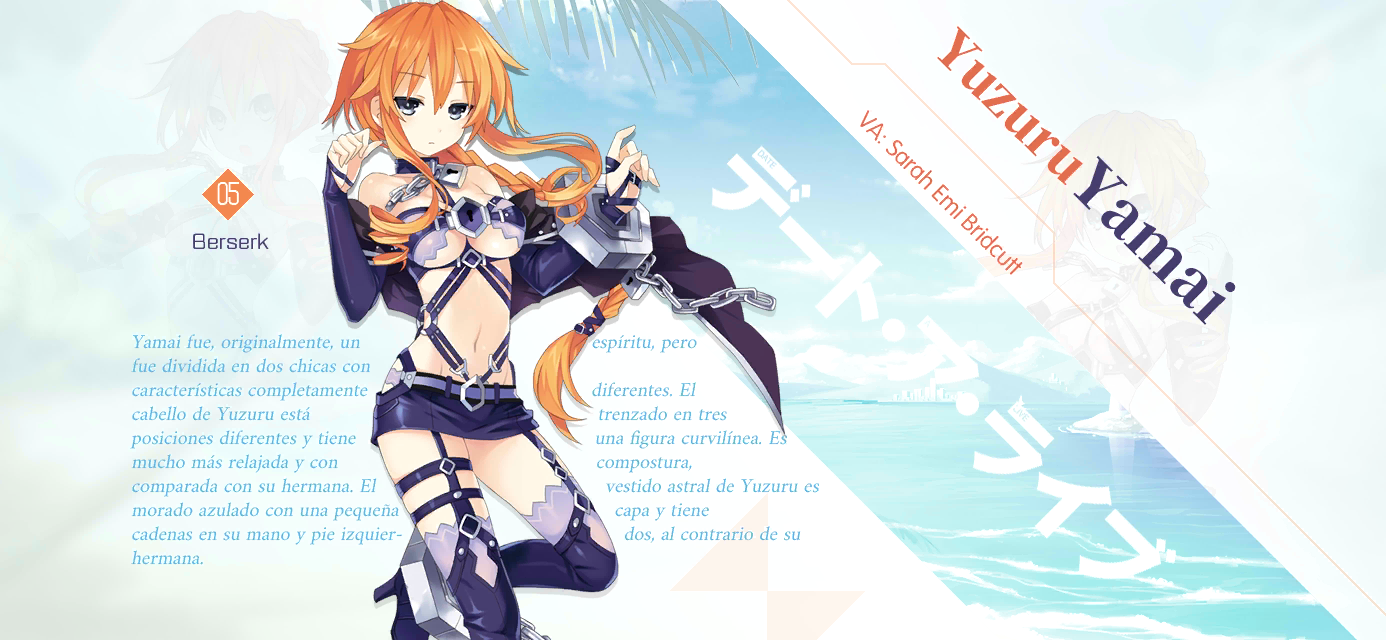 05
Berserk
Yamai fue, originalmente, un espíritu, pero
fue dividida en dos chicas con
características completamente diferentes. El
cabello de Yuzuru está trenzado en tres
posiciones diferentes y tiene una figura curvilínea. Es
mucho más relajada y con compostura,
comparada con su hermana. El vestido astral de Yuzuru es
morado azulado con una pequeña capa y tiene
cadenas en su mano y pie izquier- dos, al contrario de su
hermana.
Yuzuru Yamai
VA: Sarah Emi Bridcutt
デート・ア・ライブ
DATE
LIVE